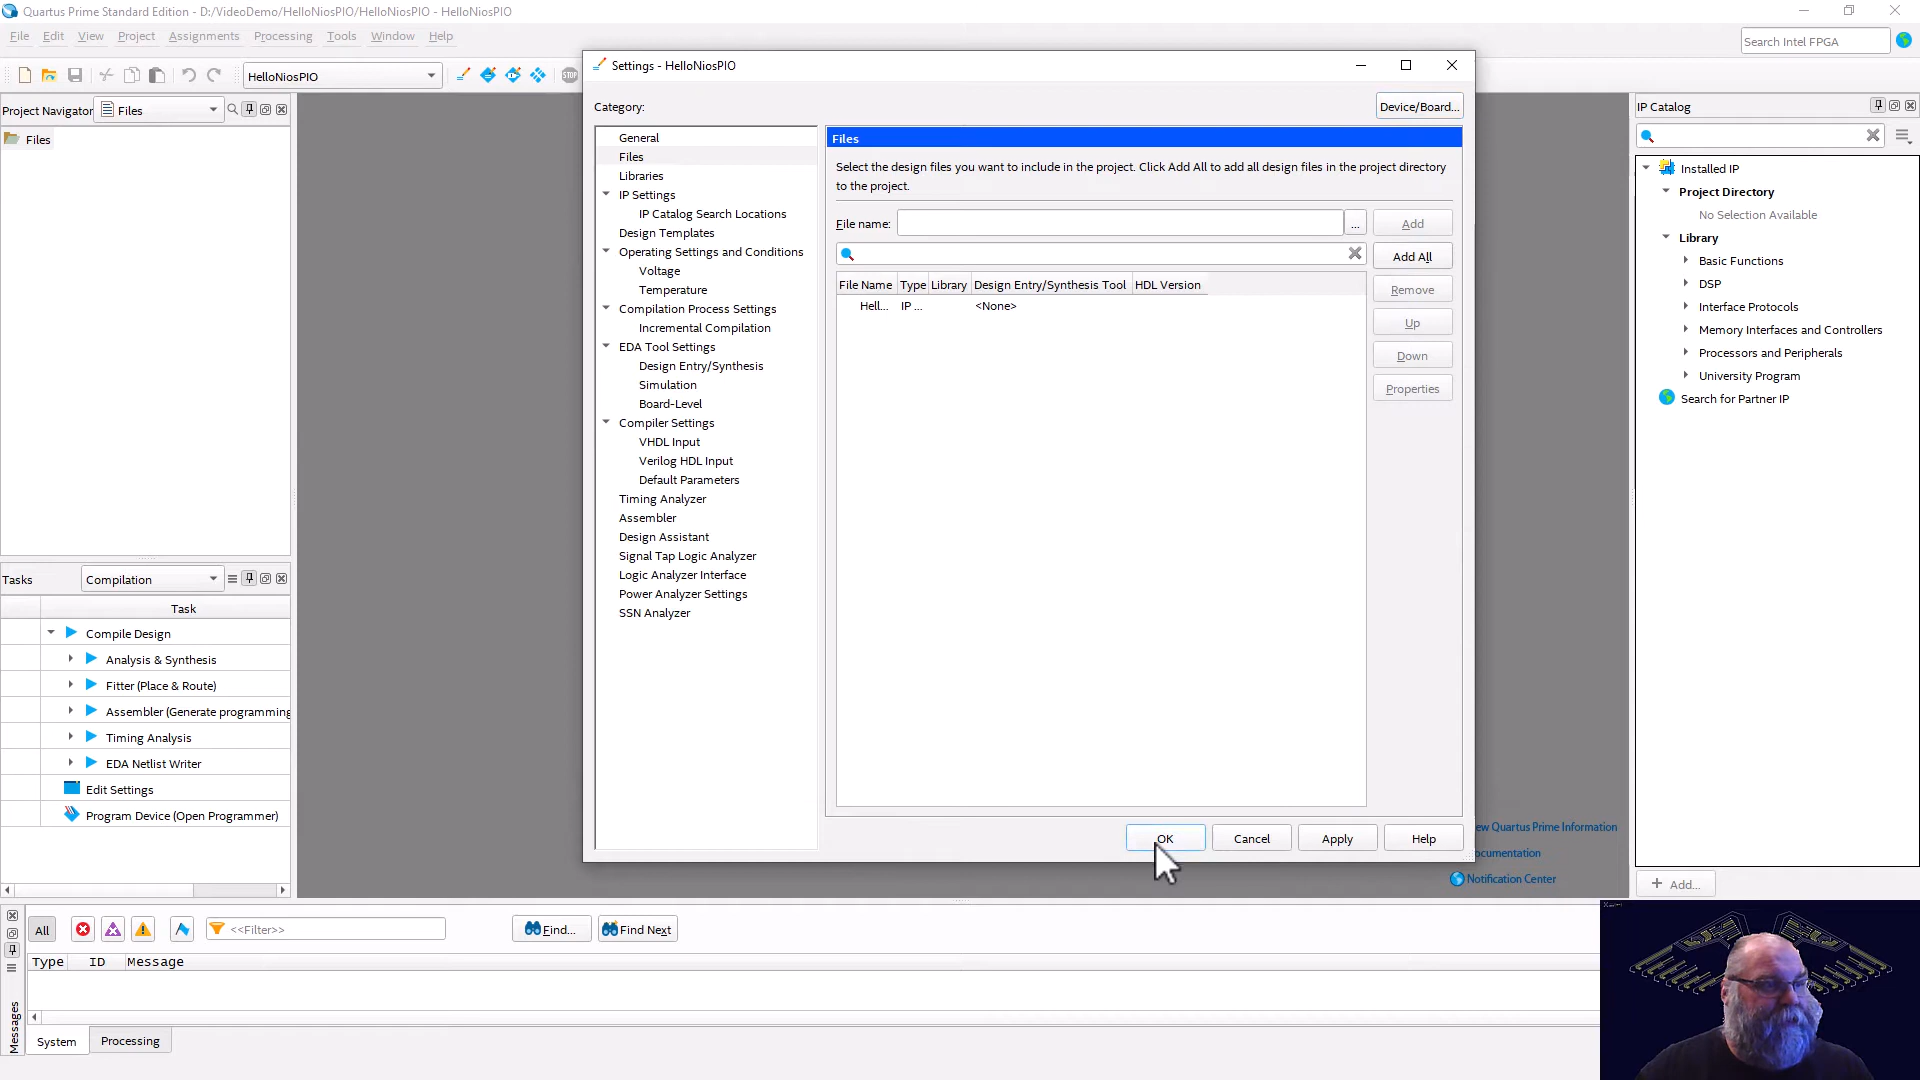 Quartus Prime Standard Edition - D:/VideoDemo/HelloNiosPIO/HelloNiosPIO - HelloNiosPIO
File Edit View Project Assignments Processing Tools Window Help
Search Intel FPGA
HelloNiosPIO
STOP
Project Navigator
Files
Files
Tasks
Compilation
Task
Compile Design
Analysis & Synthesis
Fitter (Place & Route)
Assembler (Generate programming
Timing Analysis
EDA Netlist Writer
Edit Settings
Program Device (Open Programmer)
Settings - HelloNiosPIO
Category:
Device/Board...
General
Files
Libraries
IP Settings
IP Catalog Search Locations
Design Templates
Operating Settings and Conditions
Voltage
Temperature
Compilation Process Settings
Incremental Compilation
EDA Tool Settings
Design Entry/Synthesis
Simulation
Board-Level
Compiler Settings
VHDL Input
Verilog HDL Input
Default Parameters
Timing Analyzer
Assembler
Design Assistant
Signal Tap Logic Analyzer
Logic Analyzer Interface
Power Analyzer Settings
SSN Analyzer
Files
Select the design files you want to include in the project. Click Add All to add all design files in the project directory
to the project.
File name:
...
Add
Add All
Remove
Up
Down
Properties
File Name Type Library Design Entry/Synthesis Tool HDL Version
Hell... IP ... <None>
OK Cancel Apply Help
ew Quartus Prime Information
ocumentation
Notification Center
IP Catalog
Installed IP
Project Directory
No Selection Available
Library
Basic Functions
DSP
Interface Protocols
Memory Interfaces and Controllers
Processors and Peripherals
University Program
Search for Partner IP
+ Add...
All
<<Filter>>
Find...
Find Next
Type ID Message
Messages
System Processing